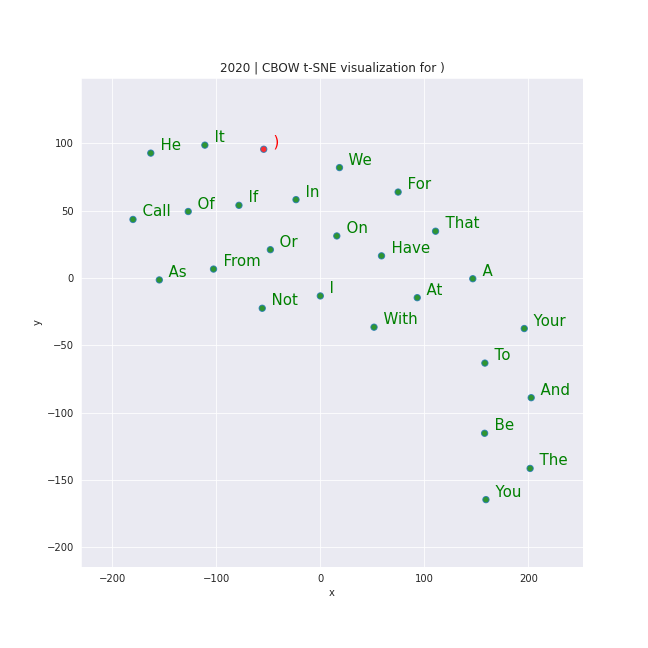 2020 | CBOW t-SNE visualization for )
He
It
)
We
For
Call
Of
If
In
That
On
Or
Have
From
As
A
I
At
Not
With
Your
To
And
Be
The
You
100
50
0
−50
−100
−150
−200
y
−200
−100
0
100
200
x